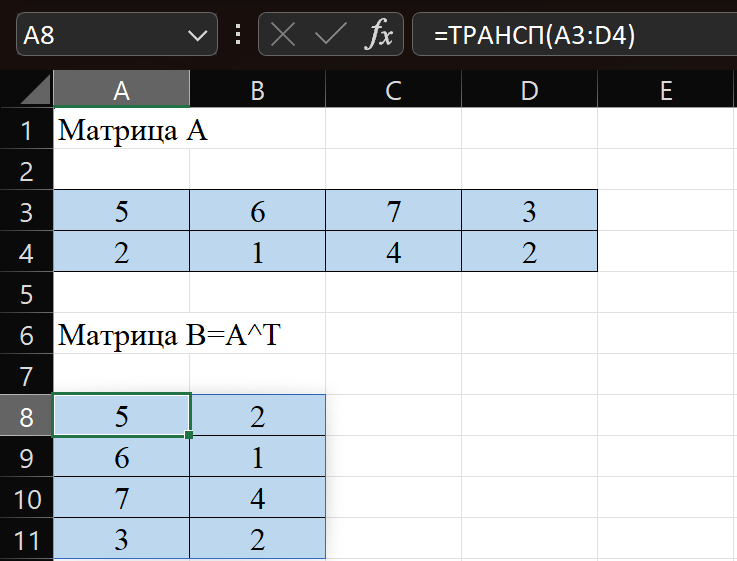 A8 fx =ТРАНСП(A3:D4)
A B C D E
1 Матрица А
2
3 5 6 7 3
4 2 1 4 2
5
6 Матрица B=A^T
7
8 5 2
9 6 1
10 7 4
11 3 2